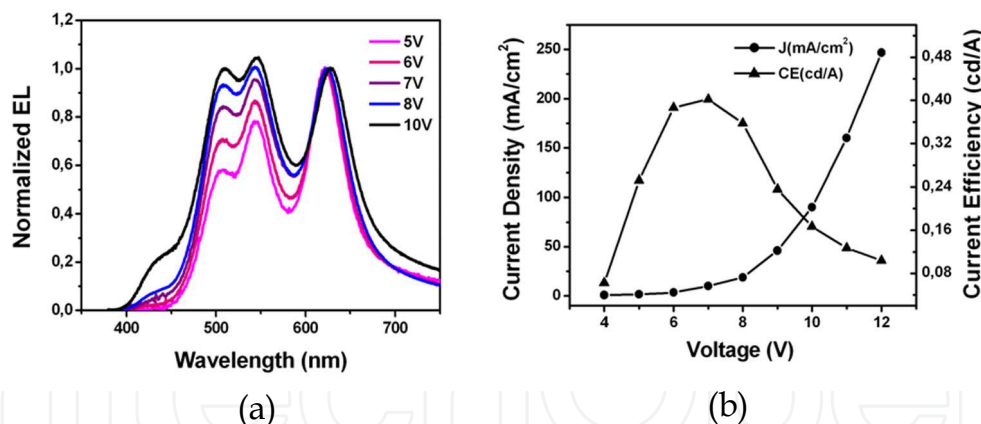 1,2
1,0
0,8
0,6
0,4
0,2
0,0
Normalized EL
5V
6V
7V
8V
10V
400 500 600 700
Wavelength (nm)
(a)
250
200
150
100
50
0
Current Density (mA/cm²)
J(mA/cm²)
CE(cd/A)
0,48
0,40
0,32
0,24
0,16
0,08
Current Efficiency (cd/A)
4 6 8 10 12
Voltage (V)
(b)